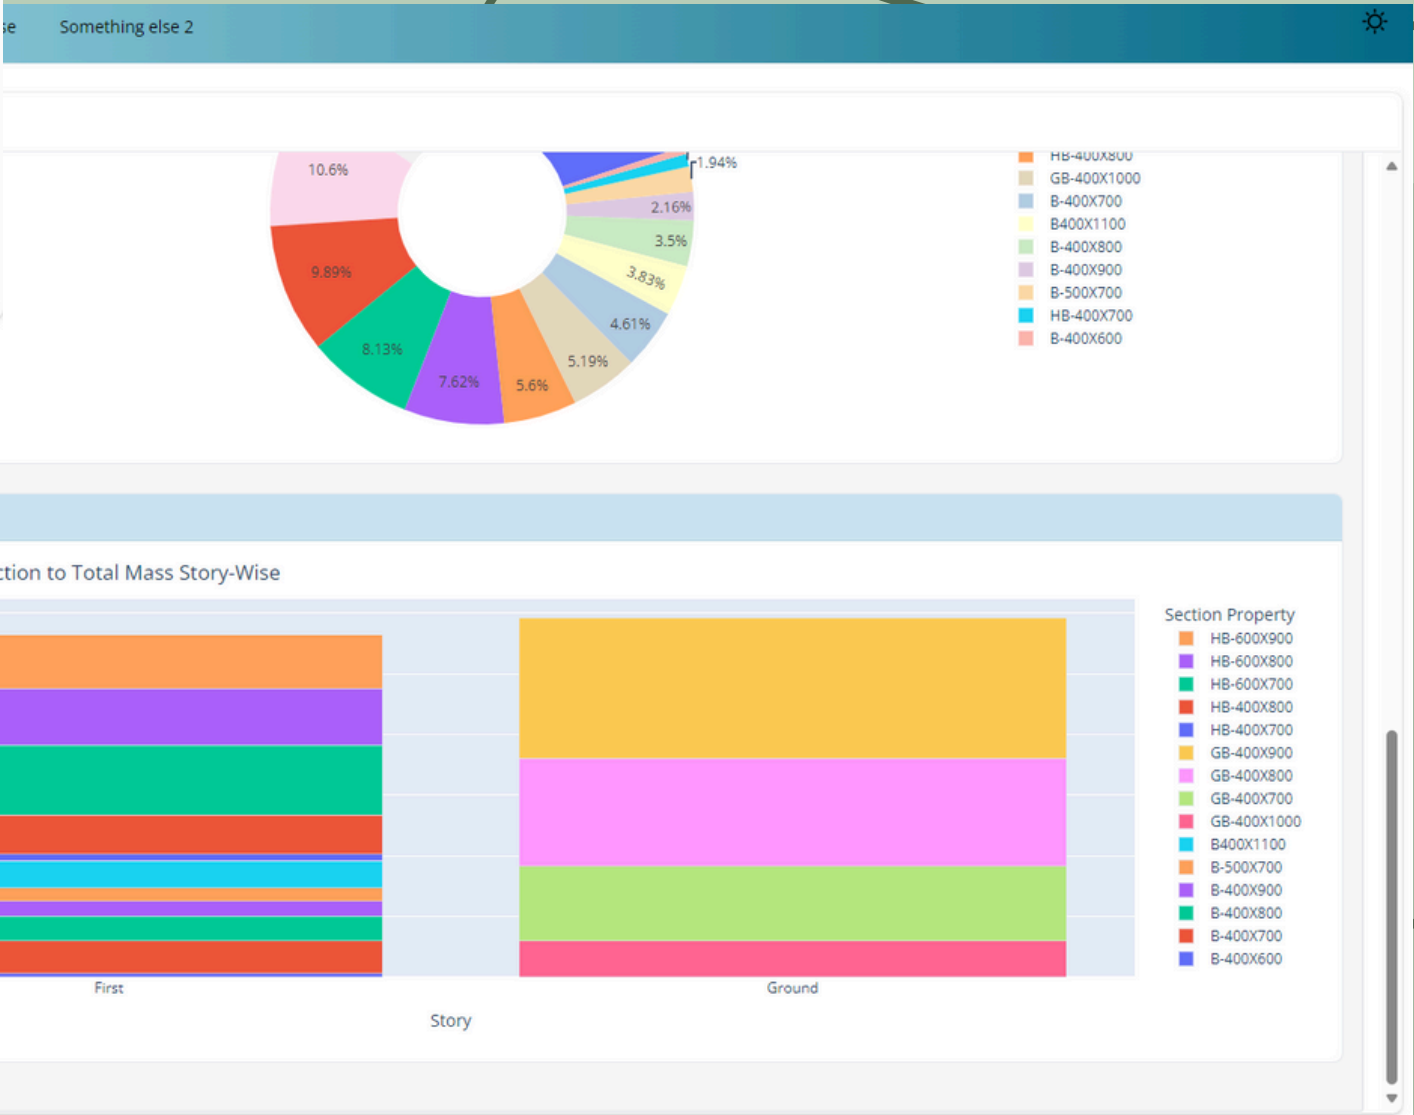 se Something else 2
10.6%
1.94%
HB-400X800
GB-400X1000
B-400X700
B400X1100
B-400X800
B-400X900
B-500X700
HB-400X700
B-400X600
2.16%
3.5%
3.83%
4.61%
5.19%
5.6%
7.62%
8.13%
9.89%
ction to Total Mass Story-Wise
Section Property
HB-600X900
HB-600X800
HB-600X700
HB-400X800
HB-400X700
GB-400X900
GB-400X800
GB-400X700
GB-400X1000
B400X1100
B-500X700
B-400X900
B-400X800
B-400X700
B-400X600
First
Ground
Story